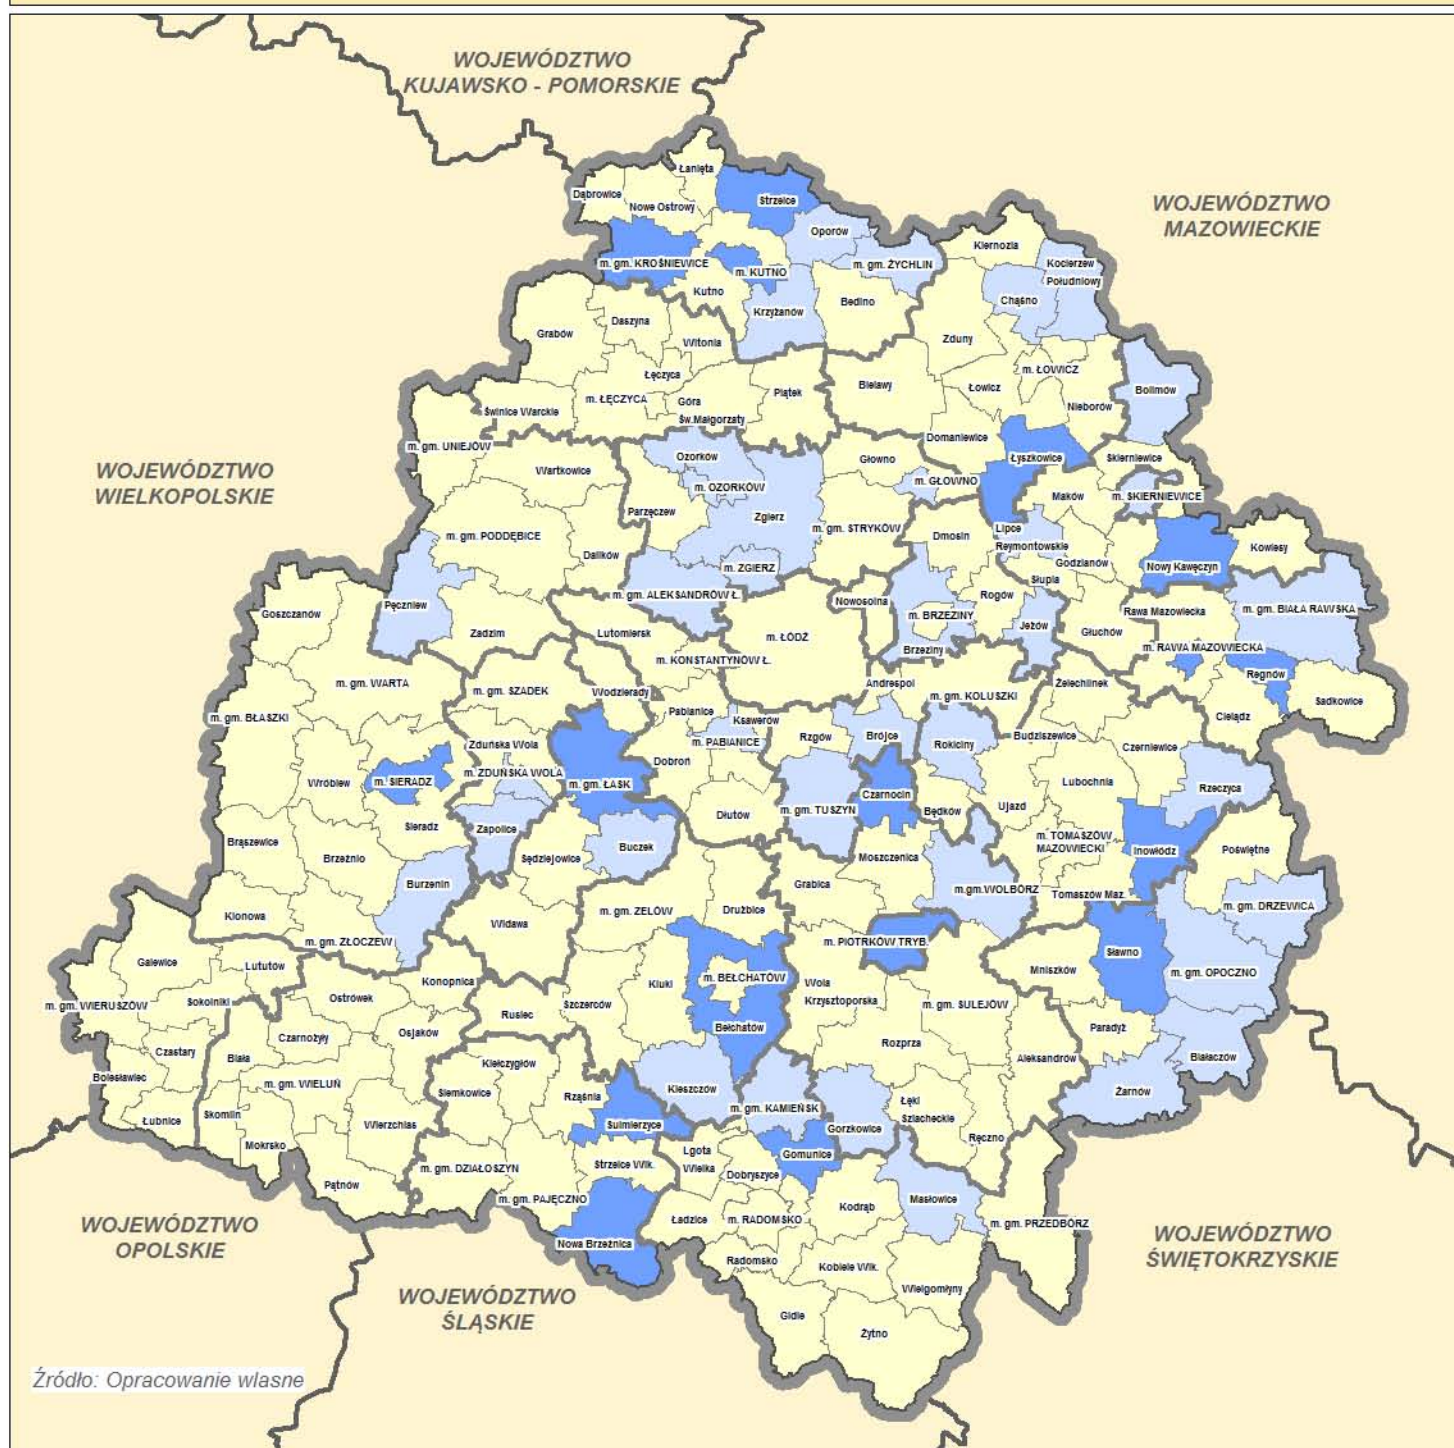 WOJEWÓDZTWO
KUJAWSKO - POMORSKIE
WOJEWÓDZTWO
MAZOWIECKIE
Łanięta
Dąbrowice
Nowe Ostrowy
Strzelce
Oporów
m. gm. KROŚNIEWICE
m. KUTNO
m. gm. ŻYCHLIN
Kiernozia
Kocierzew
Południowy
Kutno
Krzyżanów
Bedlno
Chąśno
Grabów
Daszyna
Witonia
Zduny
m. ŁOWICZ
Bolimów
Łęczyca
m. ŁĘCZYCA
Góra
Św.Małgorzaty
Piątek
Bielawy
Łowicz
Nieborów
Świnice Warckie
m. gm. UNIEJÓW
Domaniewice
Łyszkowice
Skierniewice
WOJEWÓDZTWO
WIELKOPOLSKIE
Wartkowice
Ozorków
m. OZORKÓW
Głowno
m. GŁOWNO
Maków
m. SKIERNIEWICE
Parzęczew
Zgierz
m. gm. STRYKÓW
Dmosin
Lipce
Reymontowskie
Godzianów
Nowy Kawęczyn
Kowiesy
m. gm. PODDĘBICE
Dalików
m. ZGIERZ
m. gm. ALEKSANDRÓW Ł.
Słupia
Rogów
Nowosolna
m. BRZEZINY
Jeżów
Głuchów
Rawa Mazowiecka
m. gm. BIAŁA RAWSKA
Goszczanów
Pęczniew
Zadzim
Lutomiersk
m. ŁÓDŹ
Brzeziny
m. RAWA MAZOWIECKA
Regnów
Sadkowice
m. KONSTANTYNÓW Ł.
m. gm. WARTA
m. gm. SZADEK
Wodzierady
Andrespol
m. gm. KOLUSZKI
Żelechlinek
Cielądz
m. gm. BŁASZKI
Pabianice
Ksawerów
m. PABIANICE
Rzgów
Brójce
Rokiciny
Budziszewice
Czerniewice
Zduńska Wola
m. ZDUŃSKA WOLA
Dobroń
Wróblew
m. SIERADZ
m. gm. ŁASK
Czarnocin
Lubochnia
Rzeczyca
Sieradz
Zapolice
Dłutów
m. gm. TUSZYN
Będków
Ujazd
m. TOMASZÓW
MAZOWIECKI
Inowłódz
Brąszewice
Brzeźnio
Sędziejowice
Buczek
Moszczenica
Poświętne
Burzenin
Grabica
m.gm.WOLBÓRZ
Tomaszów Maz.
m. gm. DRZEWICA
Klonowa
m. gm. ZŁOCZEW
Widawa
m. gm. ZELÓW
Drużbice
m. PIOTRKÓW TRYB.
Sławno
Galewice
Lututów
Konopnica
Kluki
m. BEŁCHATÓW
Wola
Krzysztoporska
Mniszków
m. gm. OPOCZNO
m. gm. WIERUSZÓW
Sokolniki
Ostrówek
Osjaków
Rusiec
Szczerców
Bełchatów
m. gm. SULEJÓW
Czastary
Czarnożyły
Rozprza
Paradyż
Białaczów
Bolesławiec
Biała
m. gm. WIELUŃ
Kiełczygłów
Siemkowice
Rząśnia
Kleszczów
Aleksandrów
Żarnów
Łubnice
Skomlin
Wierzchlas
Sulmierzyce
m. gm. KAMIEŃSK
Gorzkowice
Łęki
Szlacheckie
Ręczno
Mokrsko
Pątnów
m. gm. DZIAŁOSZYN
Strzelce Wlk.
Lgota
Wielka
Dobryszyce
Gomunice
m. gm. PAJĘCZNO
Kodrąb
Masłowice
Nowa Brzeźnica
Ładzice
m. RADOMSKO
m. gm. PRZEDBÓRZ
Radomsko
Kobiele Wlk.
Wielgomłyny
Gidle
Żytno
WOJEWÓDZTWO
OPOLSKIE
WOJEWÓDZTWO
ŚLĄSKIE
WOJEWÓDZTWO
ŚWIĘTOKRZYSKIE
Źródło: Opracowanie wlasne